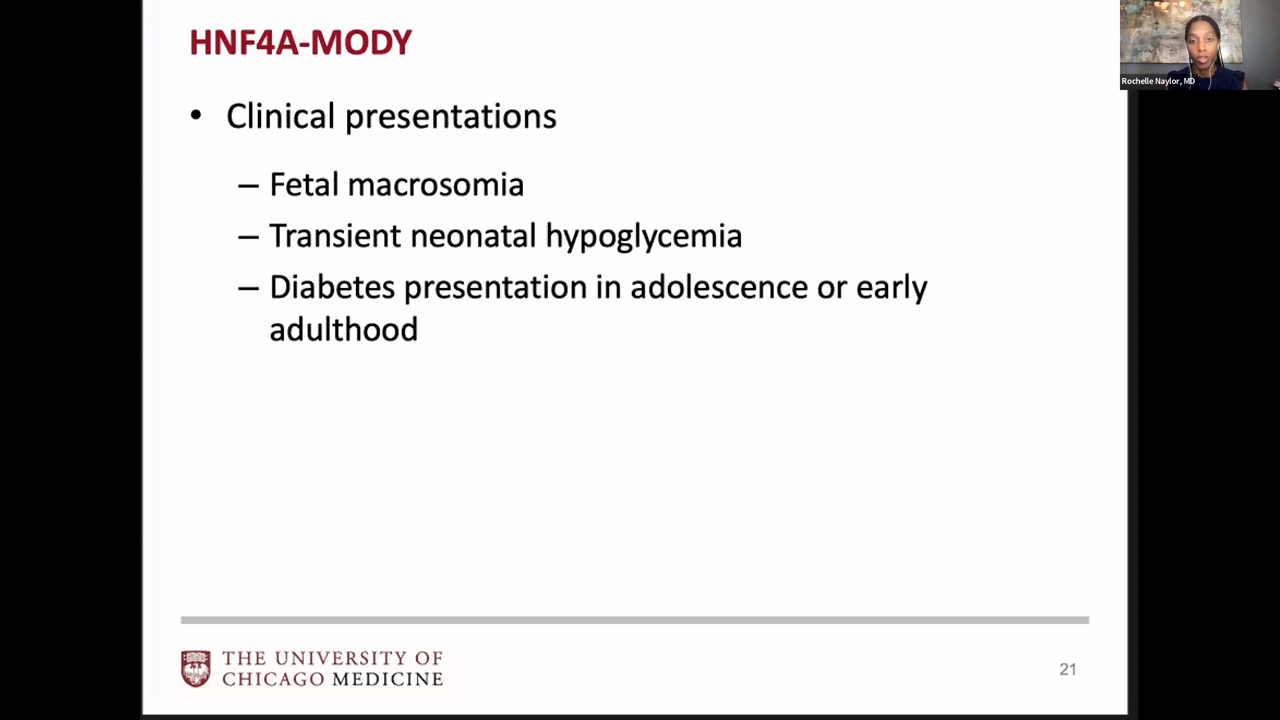 HNF4A-MODY
Rochelle Naylor, MD
• Clinical presentations
– Fetal macrosomia
– Transient neonatal hypoglycemia
– Diabetes presentation in adolescence or early
adulthood
THE UNIVERSITY OF
CHICAGO MEDICINE
21